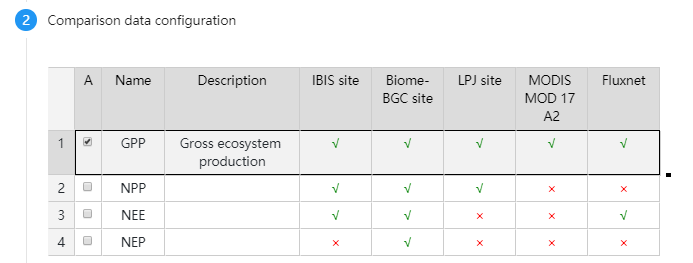 2 Comparison data configuration
A Name Description IBIS site Biome-BGC site LPJ site MODIS MOD 17 A2 Fluxnet
1 GPP Gross ecosystem production √ √ √ √ √
2 NPP √ √ √ × ×
3 NEE √ √ × × √
4 NEP × √ × × ×